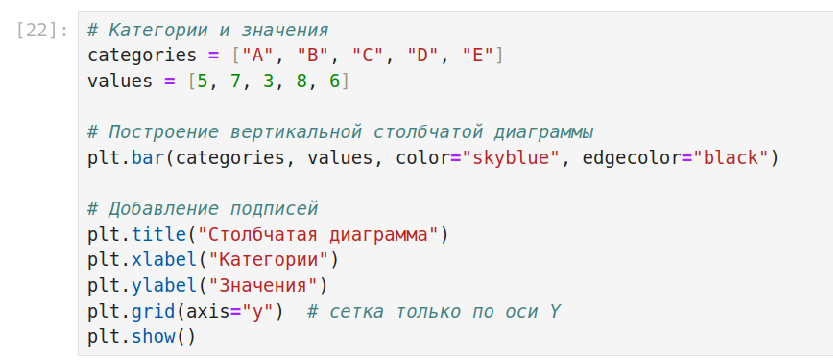 [22]:
# Категории и значения
categories = ["A", "B", "C", "D", "E"]
values = [5, 7, 3, 8, 6]
# Построение вертикальной столбчатой диаграммы
plt.bar(categories, values, color="skyblue", edgecolor="black")
# Добавление подписей
plt.title("Столбчатая диаграмма")
plt.xlabel("Категории")
plt.ylabel("Значения")
plt.grid(axis="y")  # сетка только по оси Y
plt.show()